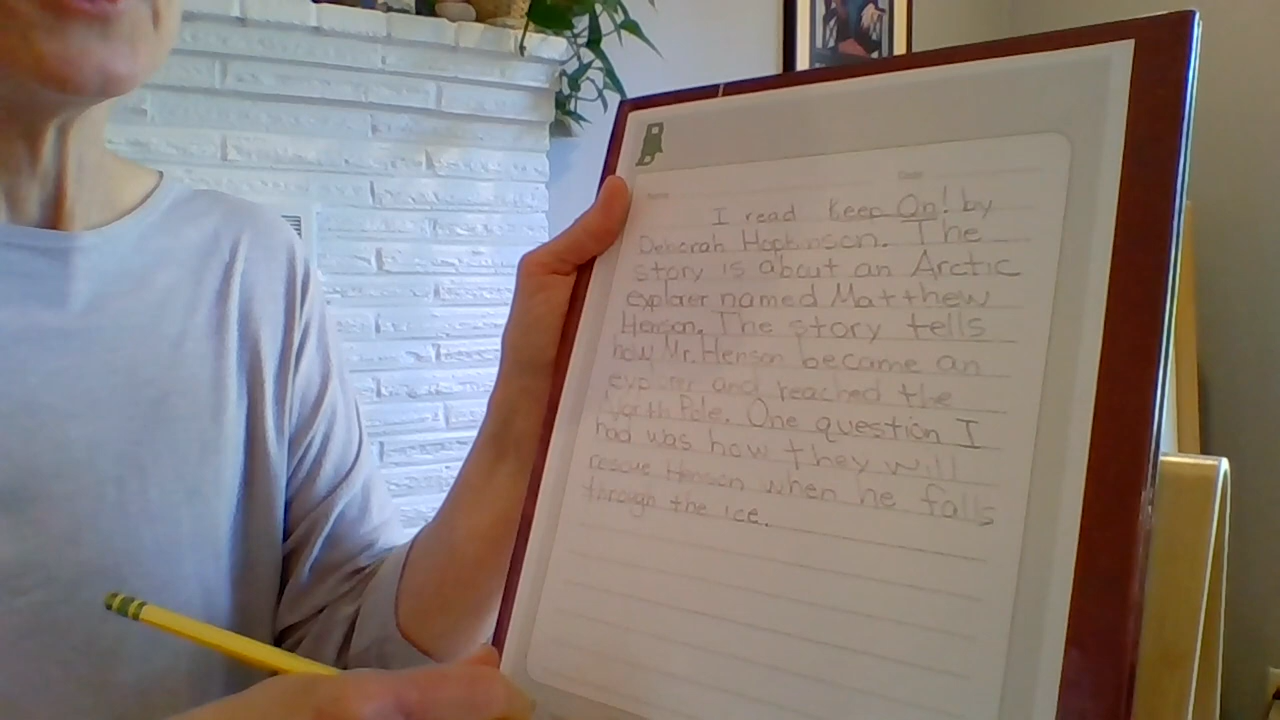 Name
Date
I read Keep On! by
Deborah Hopkinson. The
story is about an Arctic
explorer named Matthew
Henson. The story tells
how Mr. Henson became an
explorer and reached the
North Pole. One question I
had was how they will
rescue Henson when he falls
through the ice.